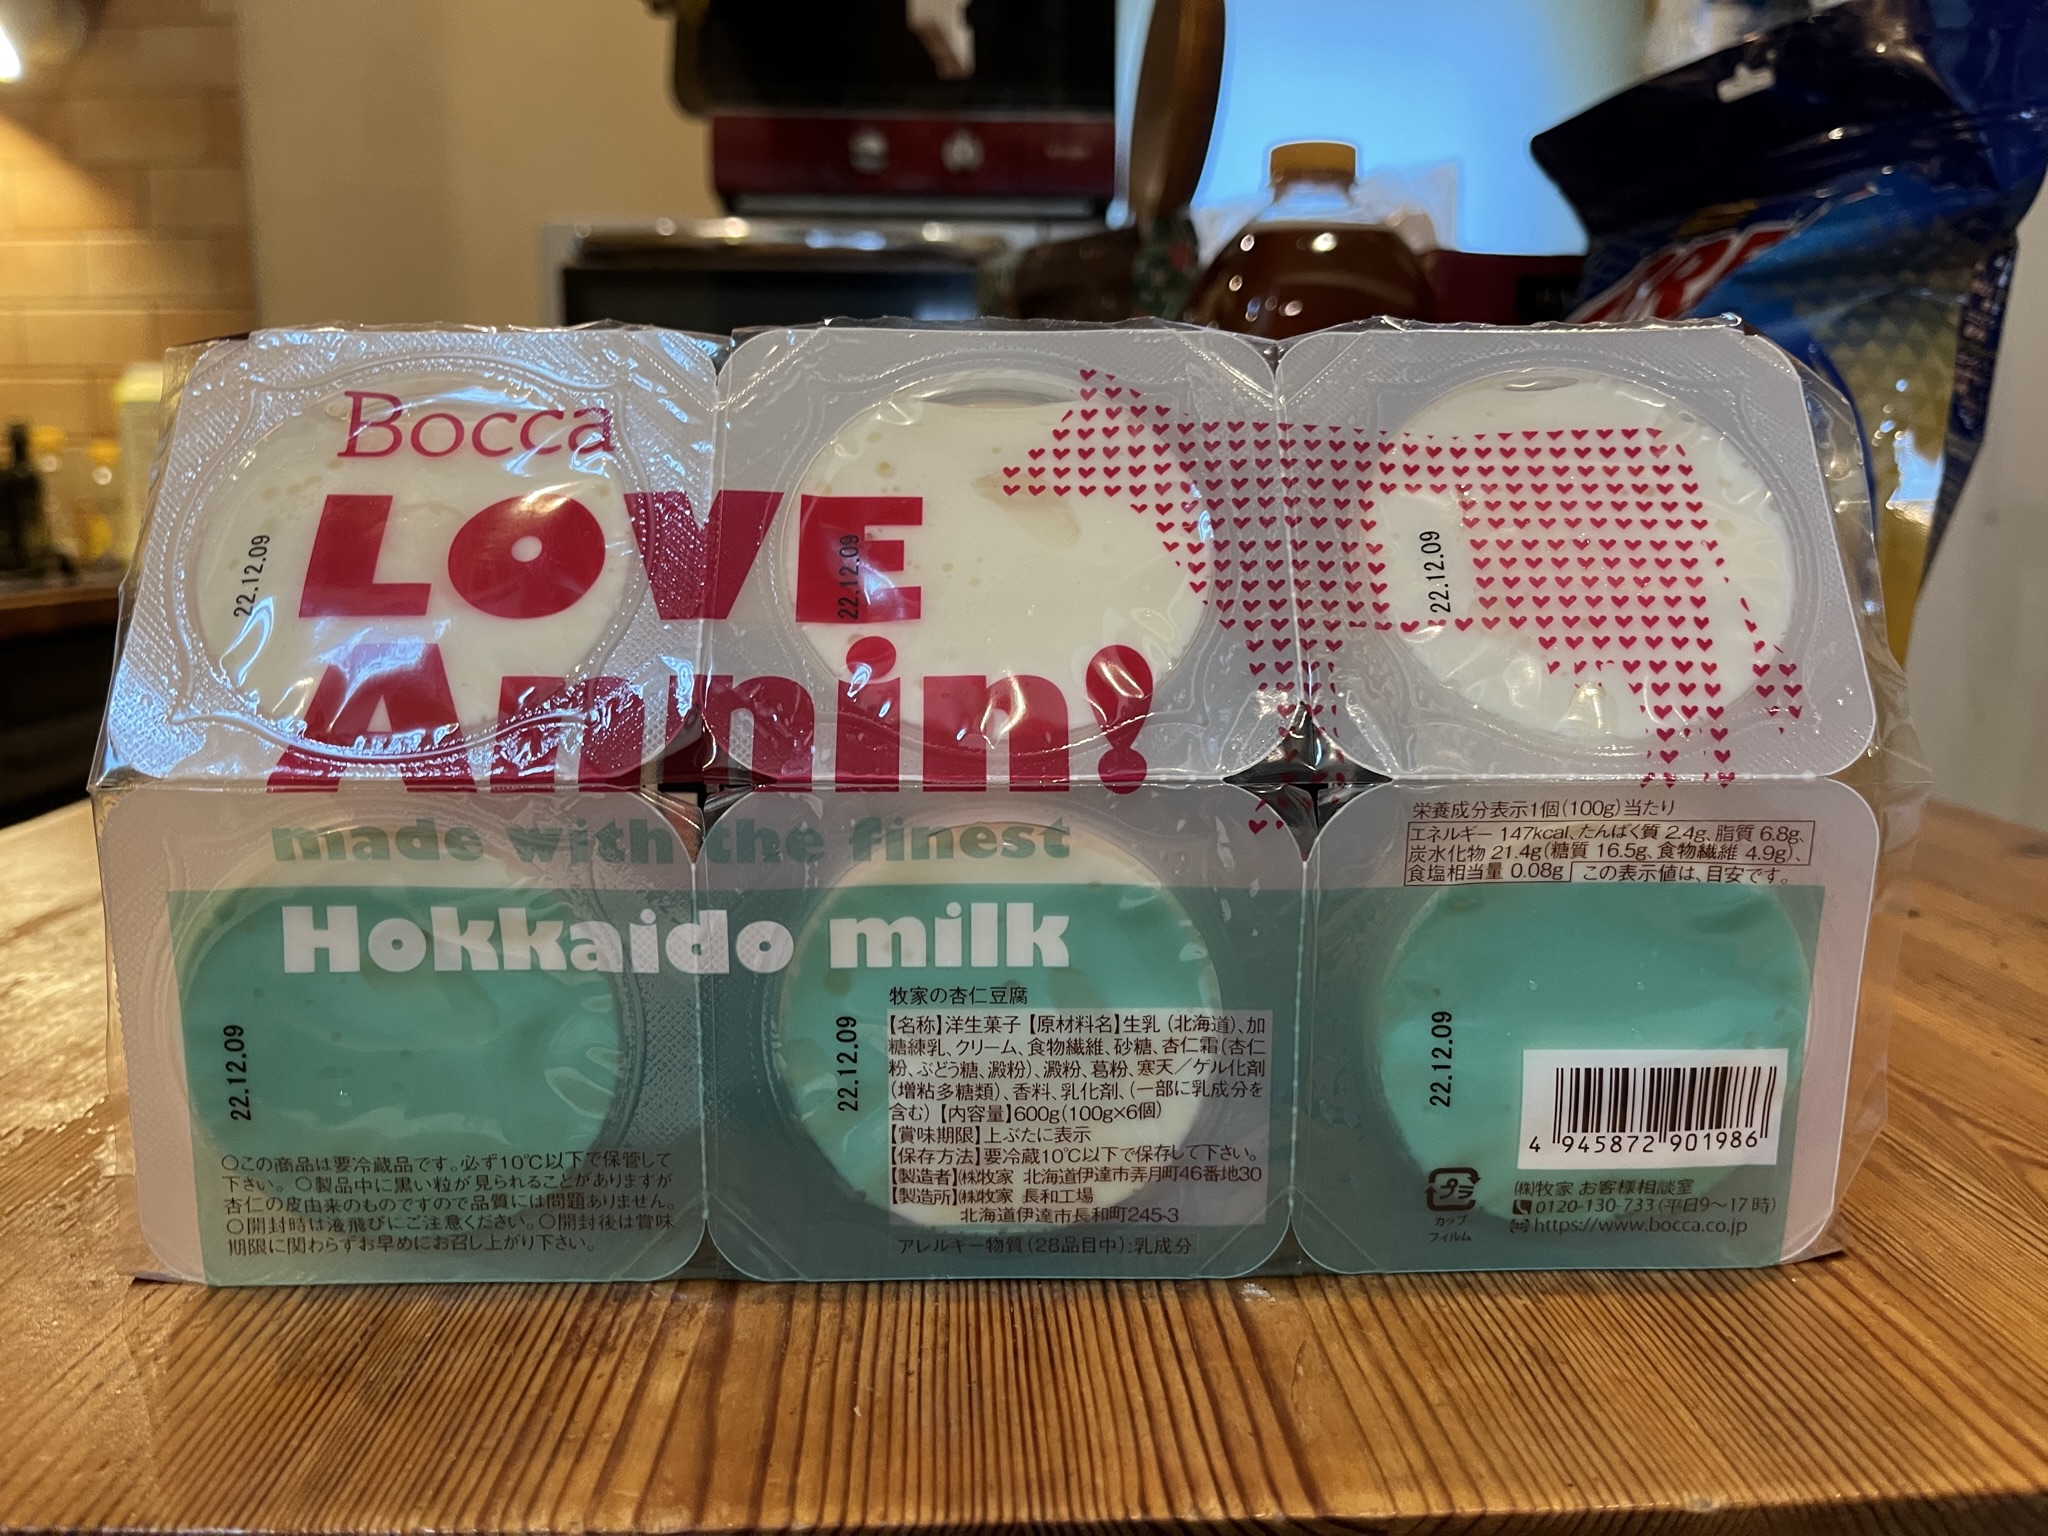 Bocca
LOVE
Annin!
made with the finest
Hokkaido milk
22.12.09
22.12.09
22.12.09
22.12.09
22.12.09
22.12.09
栄養成分表示1個(100g)当たり
エネルギー 147kcal、たんぱく質 2.4g、脂質 6.8g、
炭水化物 21.4g(糖質 16.5g、食物繊維 4.9g)、
食塩相当量 0.08g この表示値は、目安です。
牧家の杏仁豆腐
【名称】洋生菓子【原材料名】生乳(北海道)、加
糖練乳、クリーム、食物繊維、砂糖、杏仁霜(杏仁
粉、ぶどう糖、澱粉)、澱粉、葛粉、寒天/ゲル化剤
(増粘多糖類)、香料、乳化剤、(一部に乳成分を
含む)【内容量】600g(100g×6個)
【賞味期限】上ぶたに表示
【保存方法】要冷蔵10℃以下で保存して下さい。
【製造者】㈱牧家 北海道伊達市弄月町46番地30
【製造所】㈱牧家 長和工場
北海道伊達市長和町245-3
アレルギー物質(28品目中):乳成分
○この商品は要冷蔵品です。必ず10℃以下で保管して
下さい。○製品中に黒い粒が見られることがありますが
杏仁の皮由来のものですので品質には問題ありません。
○開封時は液飛びにご注意ください。○開封後は賞味
期限に関わらずお早めにお召し上がり下さい。
4 945872 901986
プラ
カップ
フィルム
㈱牧家 お客様相談室
0120-130-733(平日9~17時)
https://www.bocca.co.jp